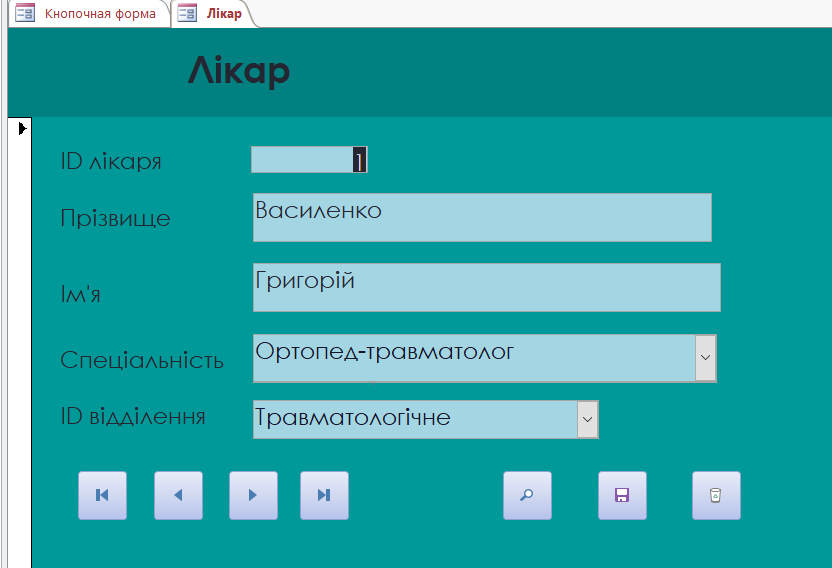 Кнопочная форма
Лікар
Лікар
ID лікаря 1
Прізвище Василенко
Ім'я Григорій
Спеціальність Ортопед-травматолог
ID відділення Травматологічне